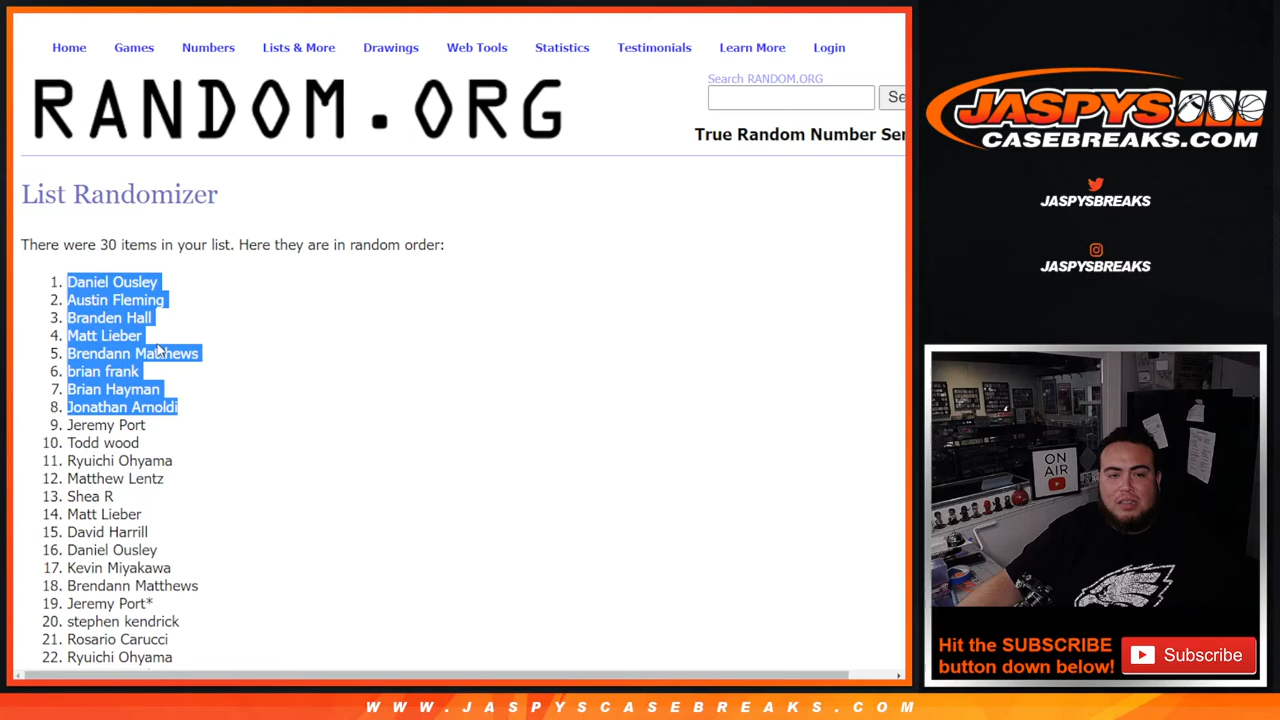 Home Games Numbers Lists & More Drawings Web Tools Statistics Testimonials Learn More Login
RANDOM.ORG
Search RANDOM.ORG
Se
True Random Number Ser
List Randomizer
There were 30 items in your list. Here they are in random order:
1. Daniel Ousley
2. Austin Fleming
3. Branden Hall
4. Matt Lieber
5. Brendann Matthews
6. brian frank
7. Brian Hayman
8. Jonathan Arnoldi
9. Jeremy Port
10. Todd wood
11. Ryuichi Ohyama
12. Matthew Lentz
13. Shea R
14. Matt Lieber
15. David Harrill
16. Daniel Ousley
17. Kevin Miyakawa
18. Brendann Matthews
19. Jeremy Port*
20. stephen kendrick
21. Rosario Carucci
22. Ryuichi Ohyama
JASPYS
CASEBREAKS.COM
JASPYSBREAKS
JASPYSBREAKS
ON
AIR
Hit the SUBSCRIBE
button down below!
Subscribe
WWW.JASPYSCASEBREAKS.COM